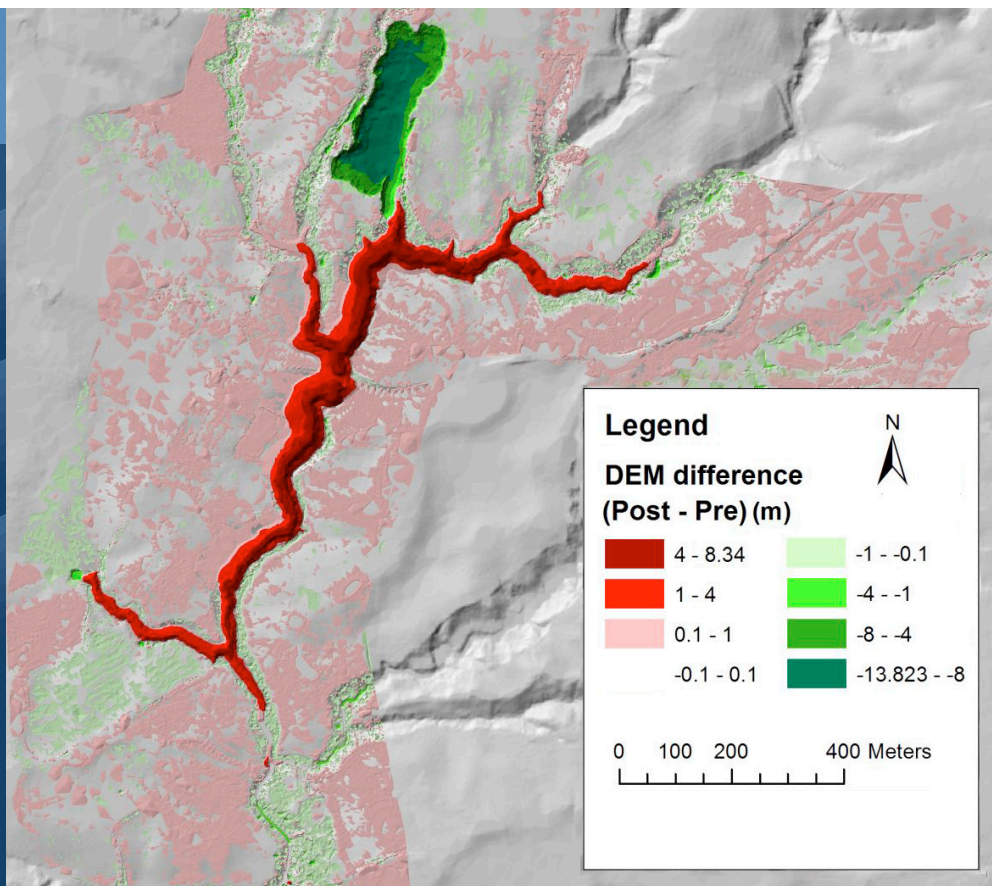 Legend
N
DEM difference
(Post - Pre) (m)
4 - 8.34
-1 - -0.1
1 - 4
-4 - -1
0.1 - 1
-8 - -4
-0.1 - 0.1
-13.823 - -8
0 100 200 400 Meters